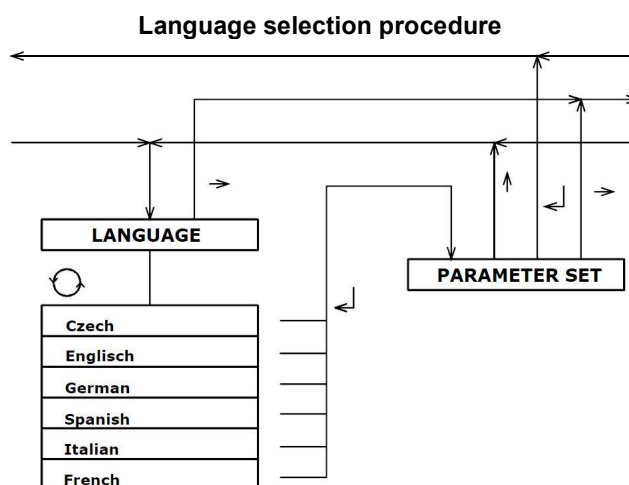 Language selection procedure
LANGUAGE
PARAMETER SET
Czech
Englisch
German
Spanish
Italian
French